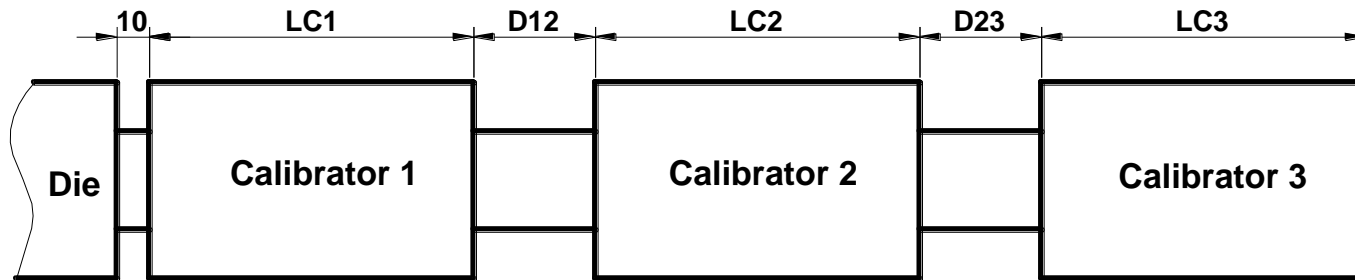 10 LC1 D12 LC2 D23 LC3
Die Calibrator 1 Calibrator 2 Calibrator 3